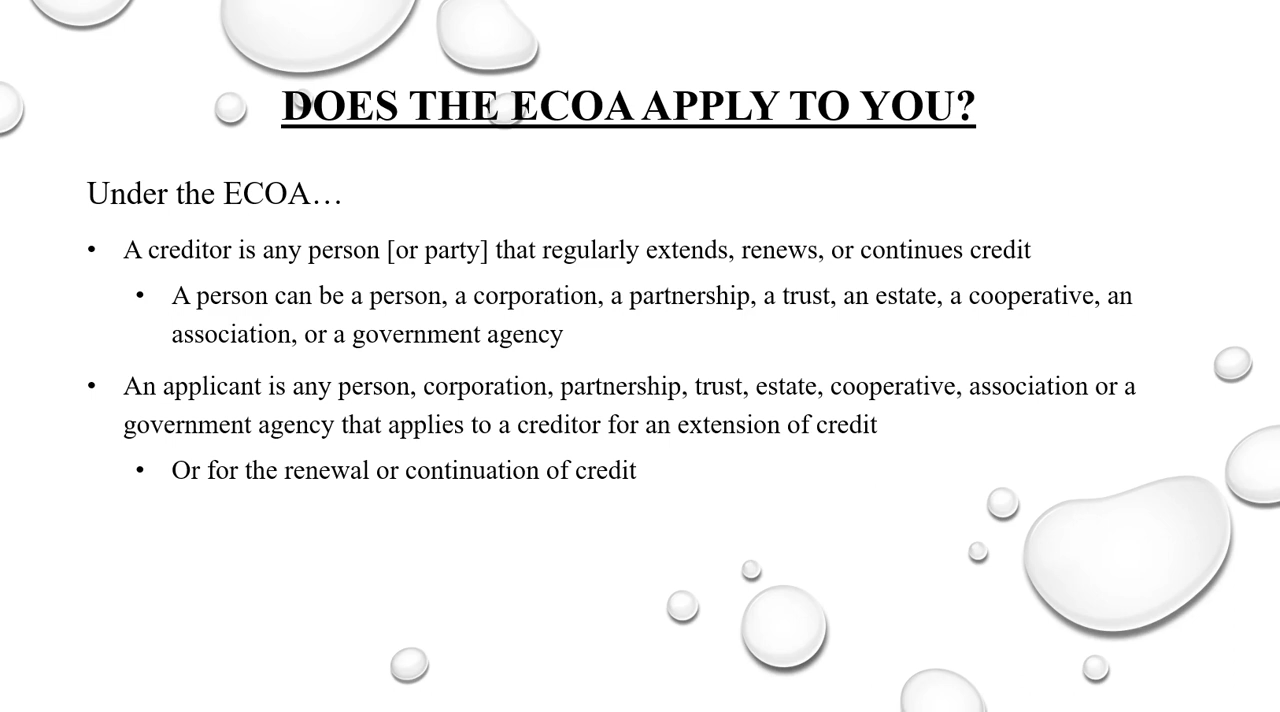 DOES THE ECOA APPLY TO YOU?
Under the ECOA…
• A creditor is any person [or party] that regularly extends, renews, or continues credit
• A person can be a person, a corporation, a partnership, a trust, an estate, a cooperative, an
association, or a government agency
• An applicant is any person, corporation, partnership, trust, estate, cooperative, association or a
government agency that applies to a creditor for an extension of credit
• Or for the renewal or continuation of credit